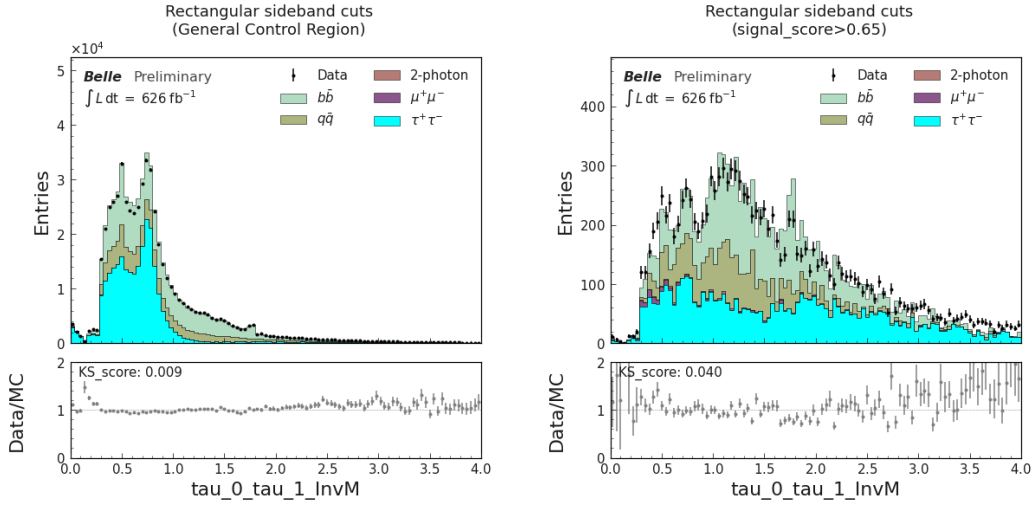 Rectangular sideband cuts
(General Control Region)
×10⁴
Belle Preliminary
∫ L dt = 626 fb⁻¹
Data
bb̄
qq̄
2-photon
μ⁺μ⁻
τ⁺τ⁻
Entries
5
4
3
2
1
0
KS_score: 0.009
Data/MC
2
1
0
0.0 0.5 1.0 1.5 2.0 2.5 3.0 3.5 4.0
tau_0_tau_1_InvM
Rectangular sideband cuts
(signal_score>0.65)
Belle Preliminary
∫ L dt = 626 fb⁻¹
Data
bb̄
qq̄
2-photon
μ⁺μ⁻
τ⁺τ⁻
Entries
400
300
200
100
0
KS_score: 0.040
Data/MC
2
1
0
0.0 0.5 1.0 1.5 2.0 2.5 3.0 3.5 4.0
tau_0_tau_1_InvM